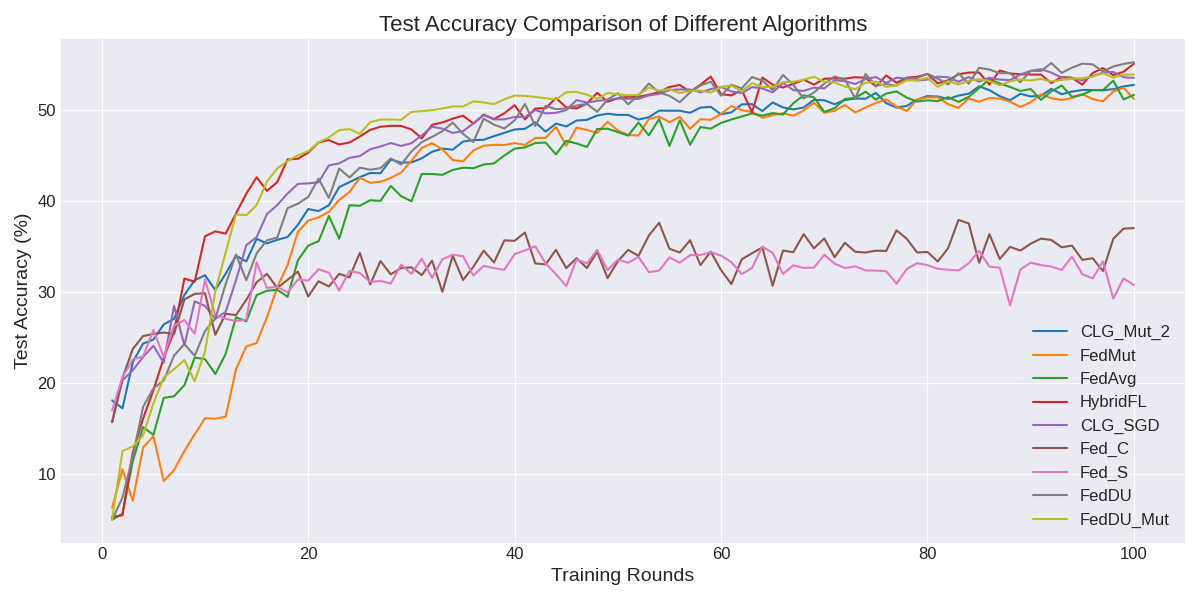 Test Accuracy Comparison of Different Algorithms
Test Accuracy (%)
50
40
30
20
10
0
20
40
60
80
100
Training Rounds
CLG_Mut_2
FedMut
FedAvg
HybridFL
CLG_SGD
Fed_C
Fed_S
FedDU
FedDU_Mut